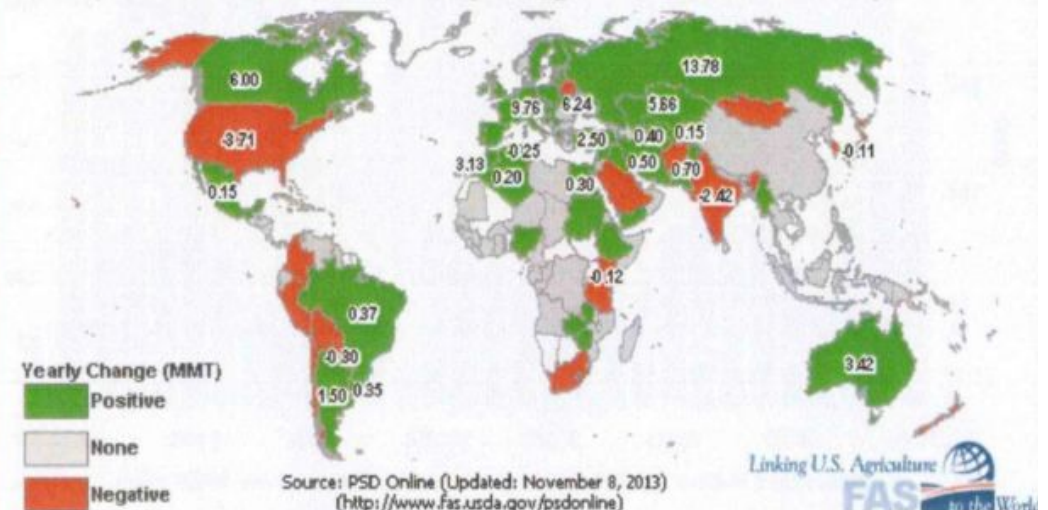 6.00
-3.71
0.15
0.37
-0.30
1.50
0.35
13.78
9.76
6.24
5.66
2.50
0.40
0.15
-0.25
3.13
0.20
0.30
0.50
0.70
-2.42
-0.11
-0.12
3.42
Yearly Change (MMT)
Positive
None
Negative
Source: PSD Online (Updated: November 8, 2013)
(http://www.fas.usda.gov/psdonline)
Linking U.S. Agriculture
FAS
to the World